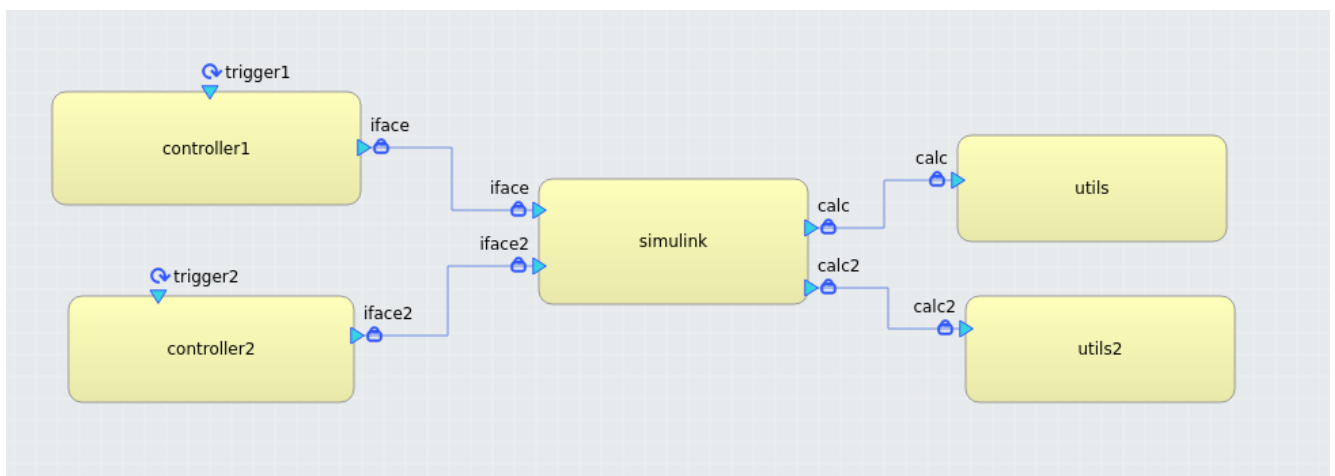 trigger1
controller1
iface
trigger2
controller2
iface2
iface
iface2
simulink
calc
calc2
calc
utils
calc2
utils2